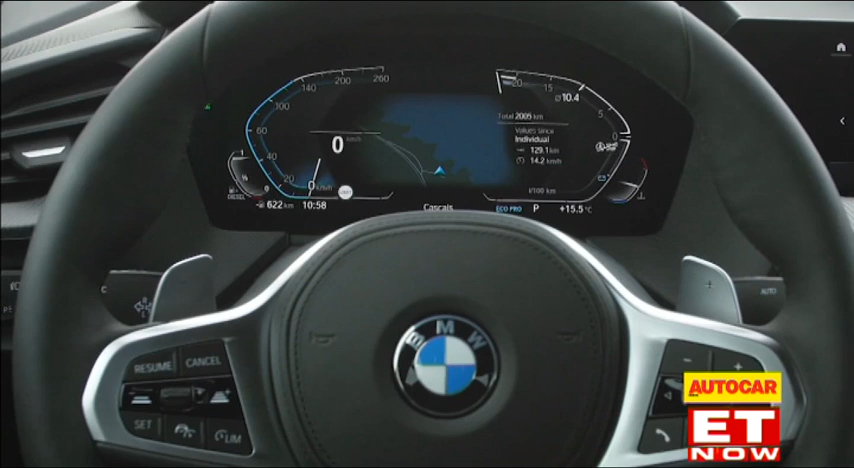 260
200
140
100
60
40
20
0 km/h
0 km/h
20
15
10.4
5
0
Total 2005 km
Values since
Individual
129.1 km
14.2 km/h
l/100 km
DIESEL
622 km
10:58
Cascais
ECO PRO
P
+15.5 °C
AUTO
RESUME
CANCEL
SET
LIM
BMW
+
-
+
AUTOCAR
ET
NOW